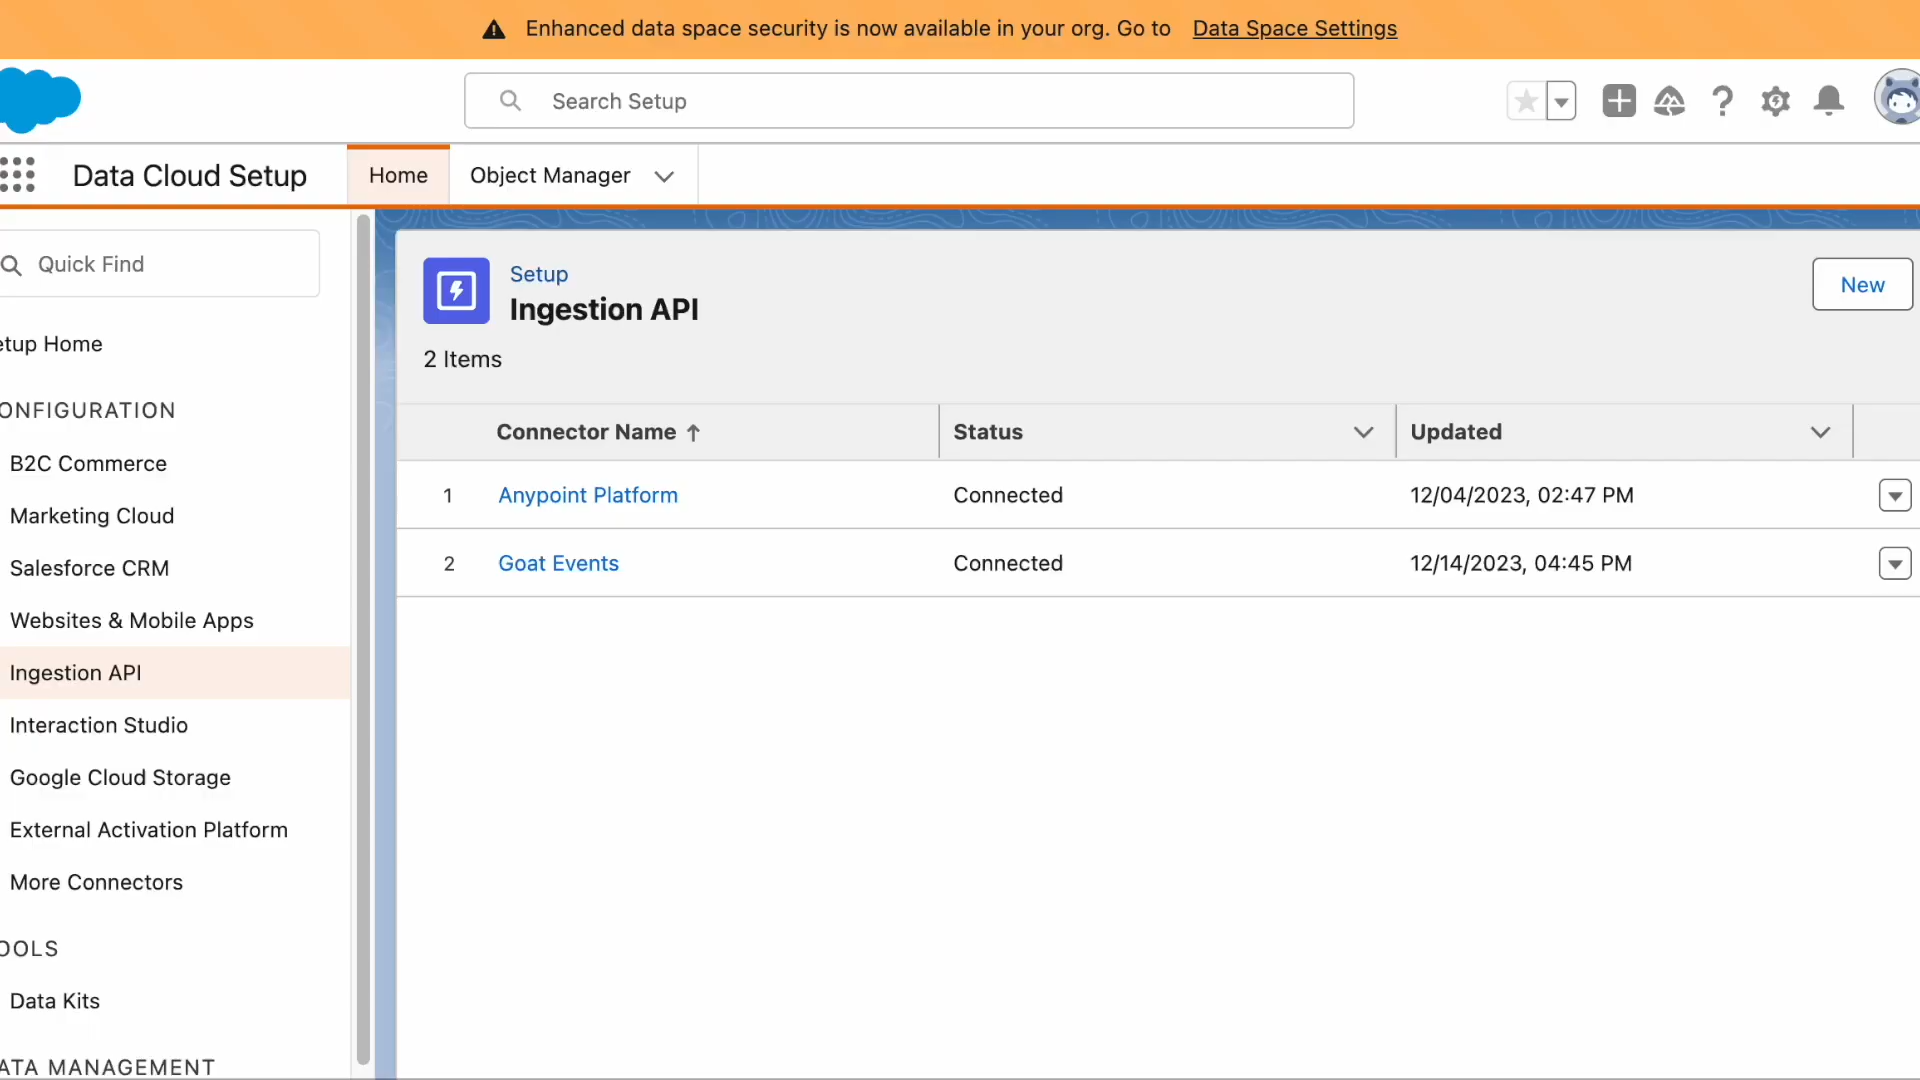 Enhanced data space security is now available in your org. Go to Data Space Settings
Search Setup
Data Cloud Setup
Home
Object Manager
Quick Find
etup Home
ONFIGURATION
B2C Commerce
Marketing Cloud
Salesforce CRM
Websites & Mobile Apps
Ingestion API
Interaction Studio
Google Cloud Storage
External Activation Platform
More Connectors
OOLS
Data Kits
ATA MANAGEMENT
Setup
Ingestion API
New
2 Items
Connector Name Status Updated
1 Anypoint Platform Connected 12/04/2023, 02:47 PM
2 Goat Events Connected 12/14/2023, 04:45 PM